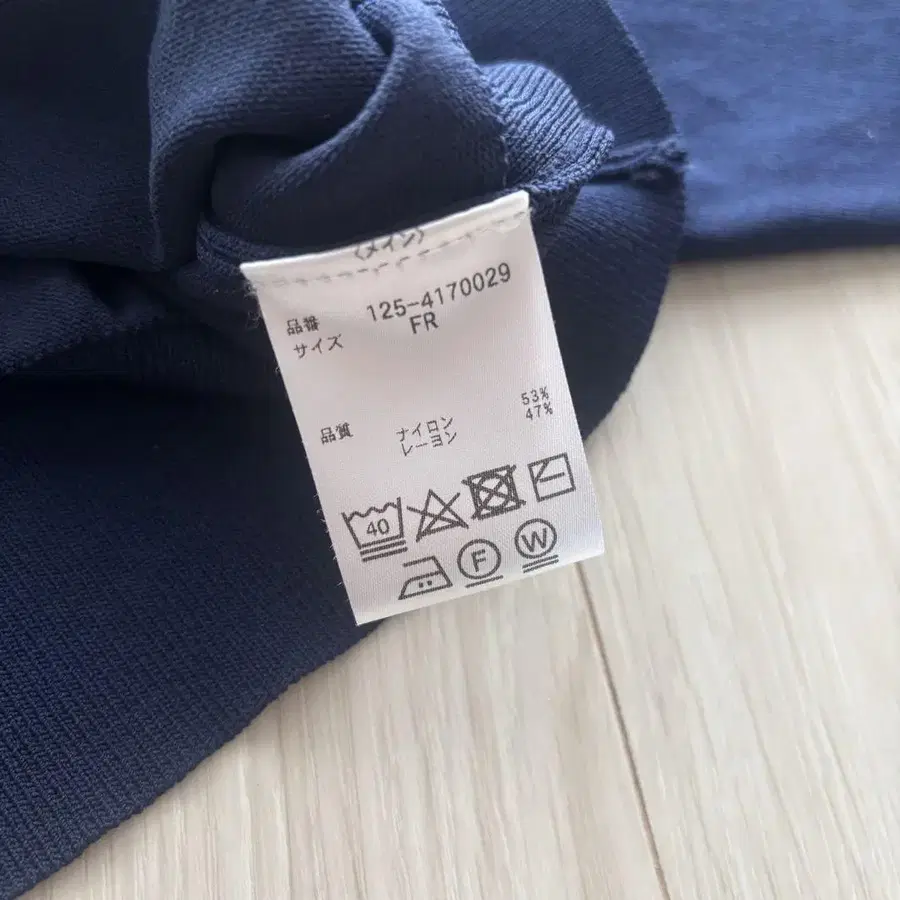 〈メイン〉
品番 125-4170029
サイズ FR
品質 ナイロン 53%
レーヨン 47%
40
F W